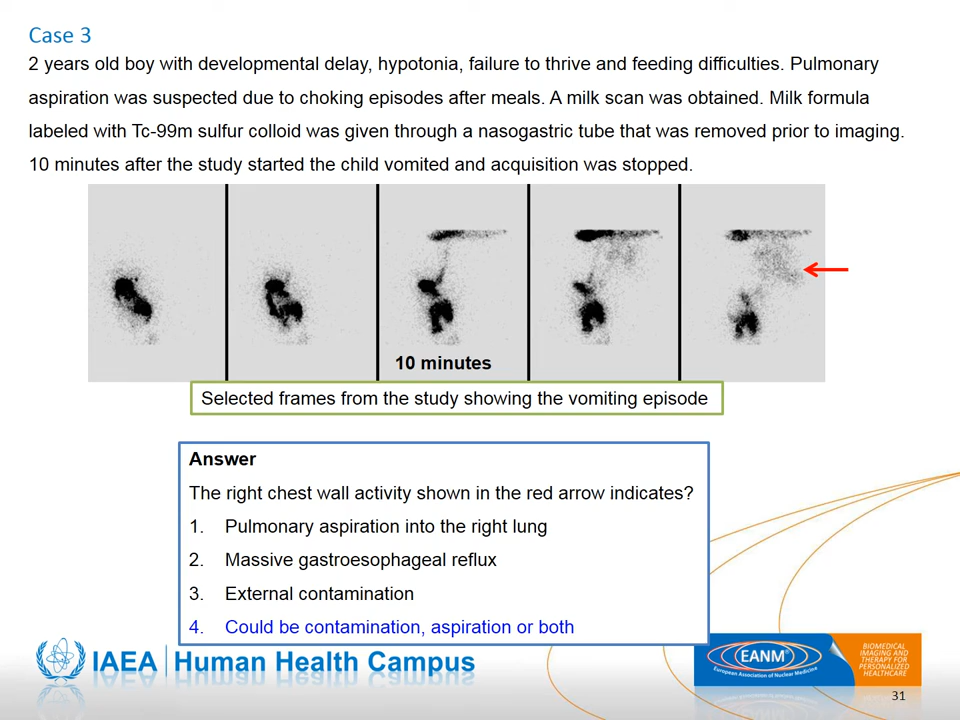 Case 3
2 years old boy with developmental delay, hypotonia, failure to thrive and feeding difficulties. Pulmonary
aspiration was suspected due to choking episodes after meals. A milk scan was obtained. Milk formula
labeled with Tc-99m sulfur colloid was given through a nasogastric tube that was removed prior to imaging.
10 minutes after the study started the child vomited and acquisition was stopped.
10 minutes
Selected frames from the study showing the vomiting episode
Answer
The right chest wall activity shown in the red arrow indicates?
1. Pulmonary aspiration into the right lung
2. Massive gastroesophageal reflux
3. External contamination
4. Could be contamination, aspiration or both
IAEA Human Health Campus
EANM
European Association of Nuclear Medicine
BIOMEDICAL
IMAGING AND
THERAPY FOR
PERSONALIZED
HEALTHCARE
31